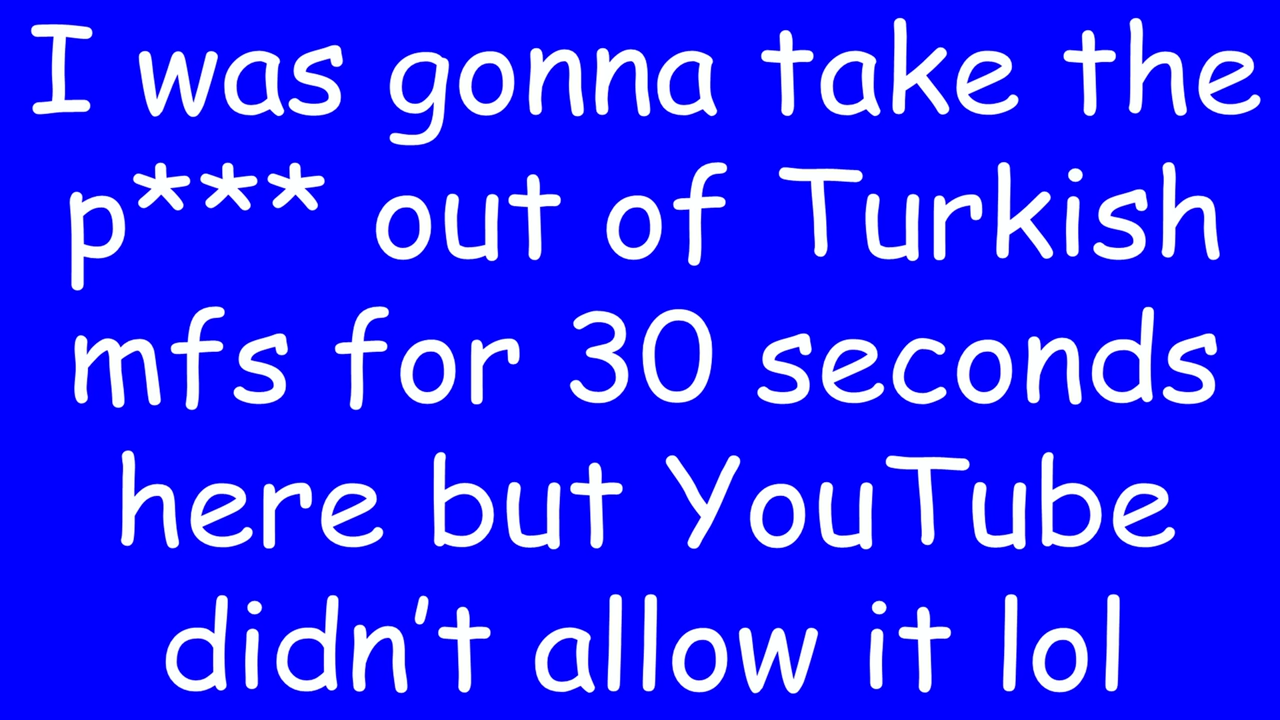 I was gonna take the
p*** out of Turkish
mfs for 30 seconds
here but YouTube
didn't allow it lol